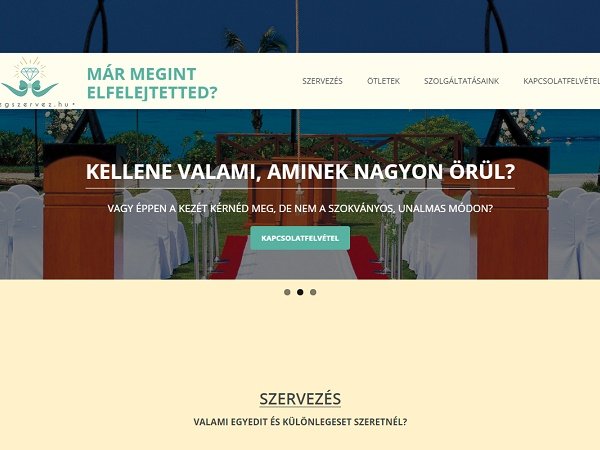 MÁR MEGINT
ELFELEJTETTED?
SZERVEZÉS
ÖTLETEK
SZOLGÁLTATÁSAINK
KAPCSOLATFELVÉTEL
egszervez.hu
KELLENE VALAMI, AMINEK NAGYON ÖRÜL?
VAGY ÉPPEN A KEZÉT KÉRNÉD MEG, DE NEM A SZOKVÁNYOS, UNALMAS MÓDON?
KAPCSOLATFELVÉTEL
SZERVEZÉS
VALAMI EGYEDIT ÉS KÜLÖNLEGESET SZERETNÉL?